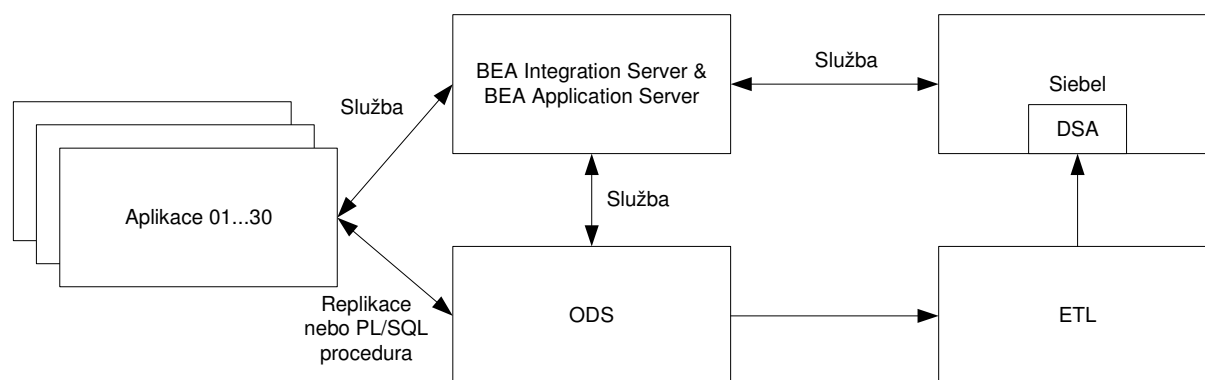 BEA Integration Server &
BEA Application Server
Služba
Siebel
DSA
Služba
Aplikace 01...30
Služba
Replikace
nebo PL/SQL
procedura
ODS
ETL